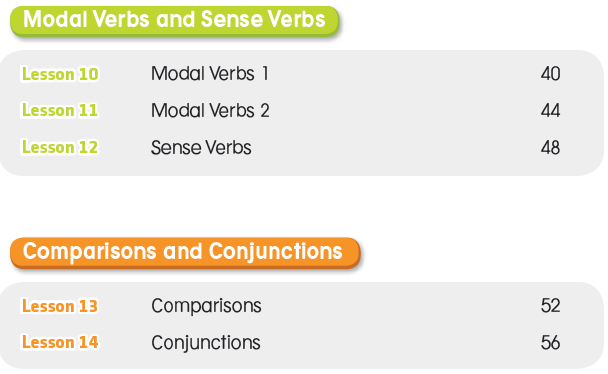 Modal Verbs and Sense Verbs
Lesson 10 Modal Verbs 1 40
Lesson 11 Modal Verbs 2 44
Lesson 12 Sense Verbs 48
Comparisons and Conjunctions
Lesson 13 Comparisons 52
Lesson 14 Conjunctions 56